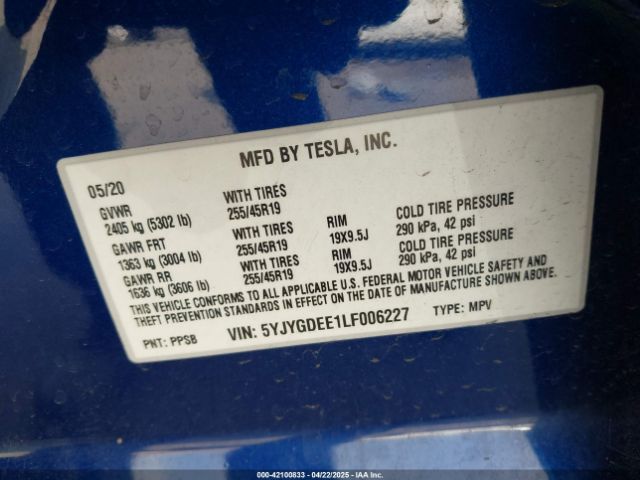 MFD BY TESLA, INC.
05/20
GVWR WITH TIRES
2405 kg (5302 lb) 255/45R19 RIM COLD TIRE PRESSURE
GAWR FRT WITH TIRES 19X9.5J 290 kPa, 42 psi
1363 kg (3004 lb) 255/45R19 RIM COLD TIRE PRESSURE
GAWR RR WITH TIRES 19X9.5J 290 kPa, 42 psi
1636 kg (3606 lb) 255/45R19
THIS VEHICLE CONFORMS TO ALL APPLICABLE U.S. FEDERAL MOTOR VEHICLE SAFETY AND
THEFT PREVENTION STANDARDS IN EFFECT ON THE DATE OF MANUFACTURE SHOWN ABOVE.
PNT: PPSB VIN: 5YJYGDEE1LF006227 TYPE: MPV
000-42100833 - 04/22/2025 - IAA Inc.